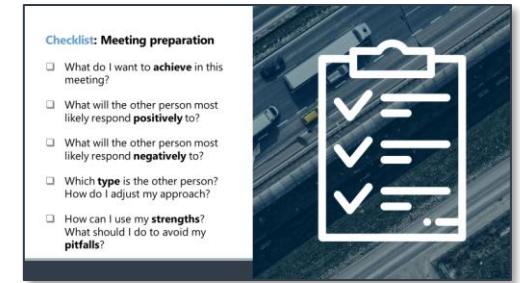 Checklist: Meeting preparation
What do I want to achieve in this
meeting?
What will the other person most
likely respond positively to?
What will the other person most
likely respond negatively to?
Which type is the other person?
How do I adjust my approach?
How can I use my strengths?
What should I do to avoid my
pitfalls?